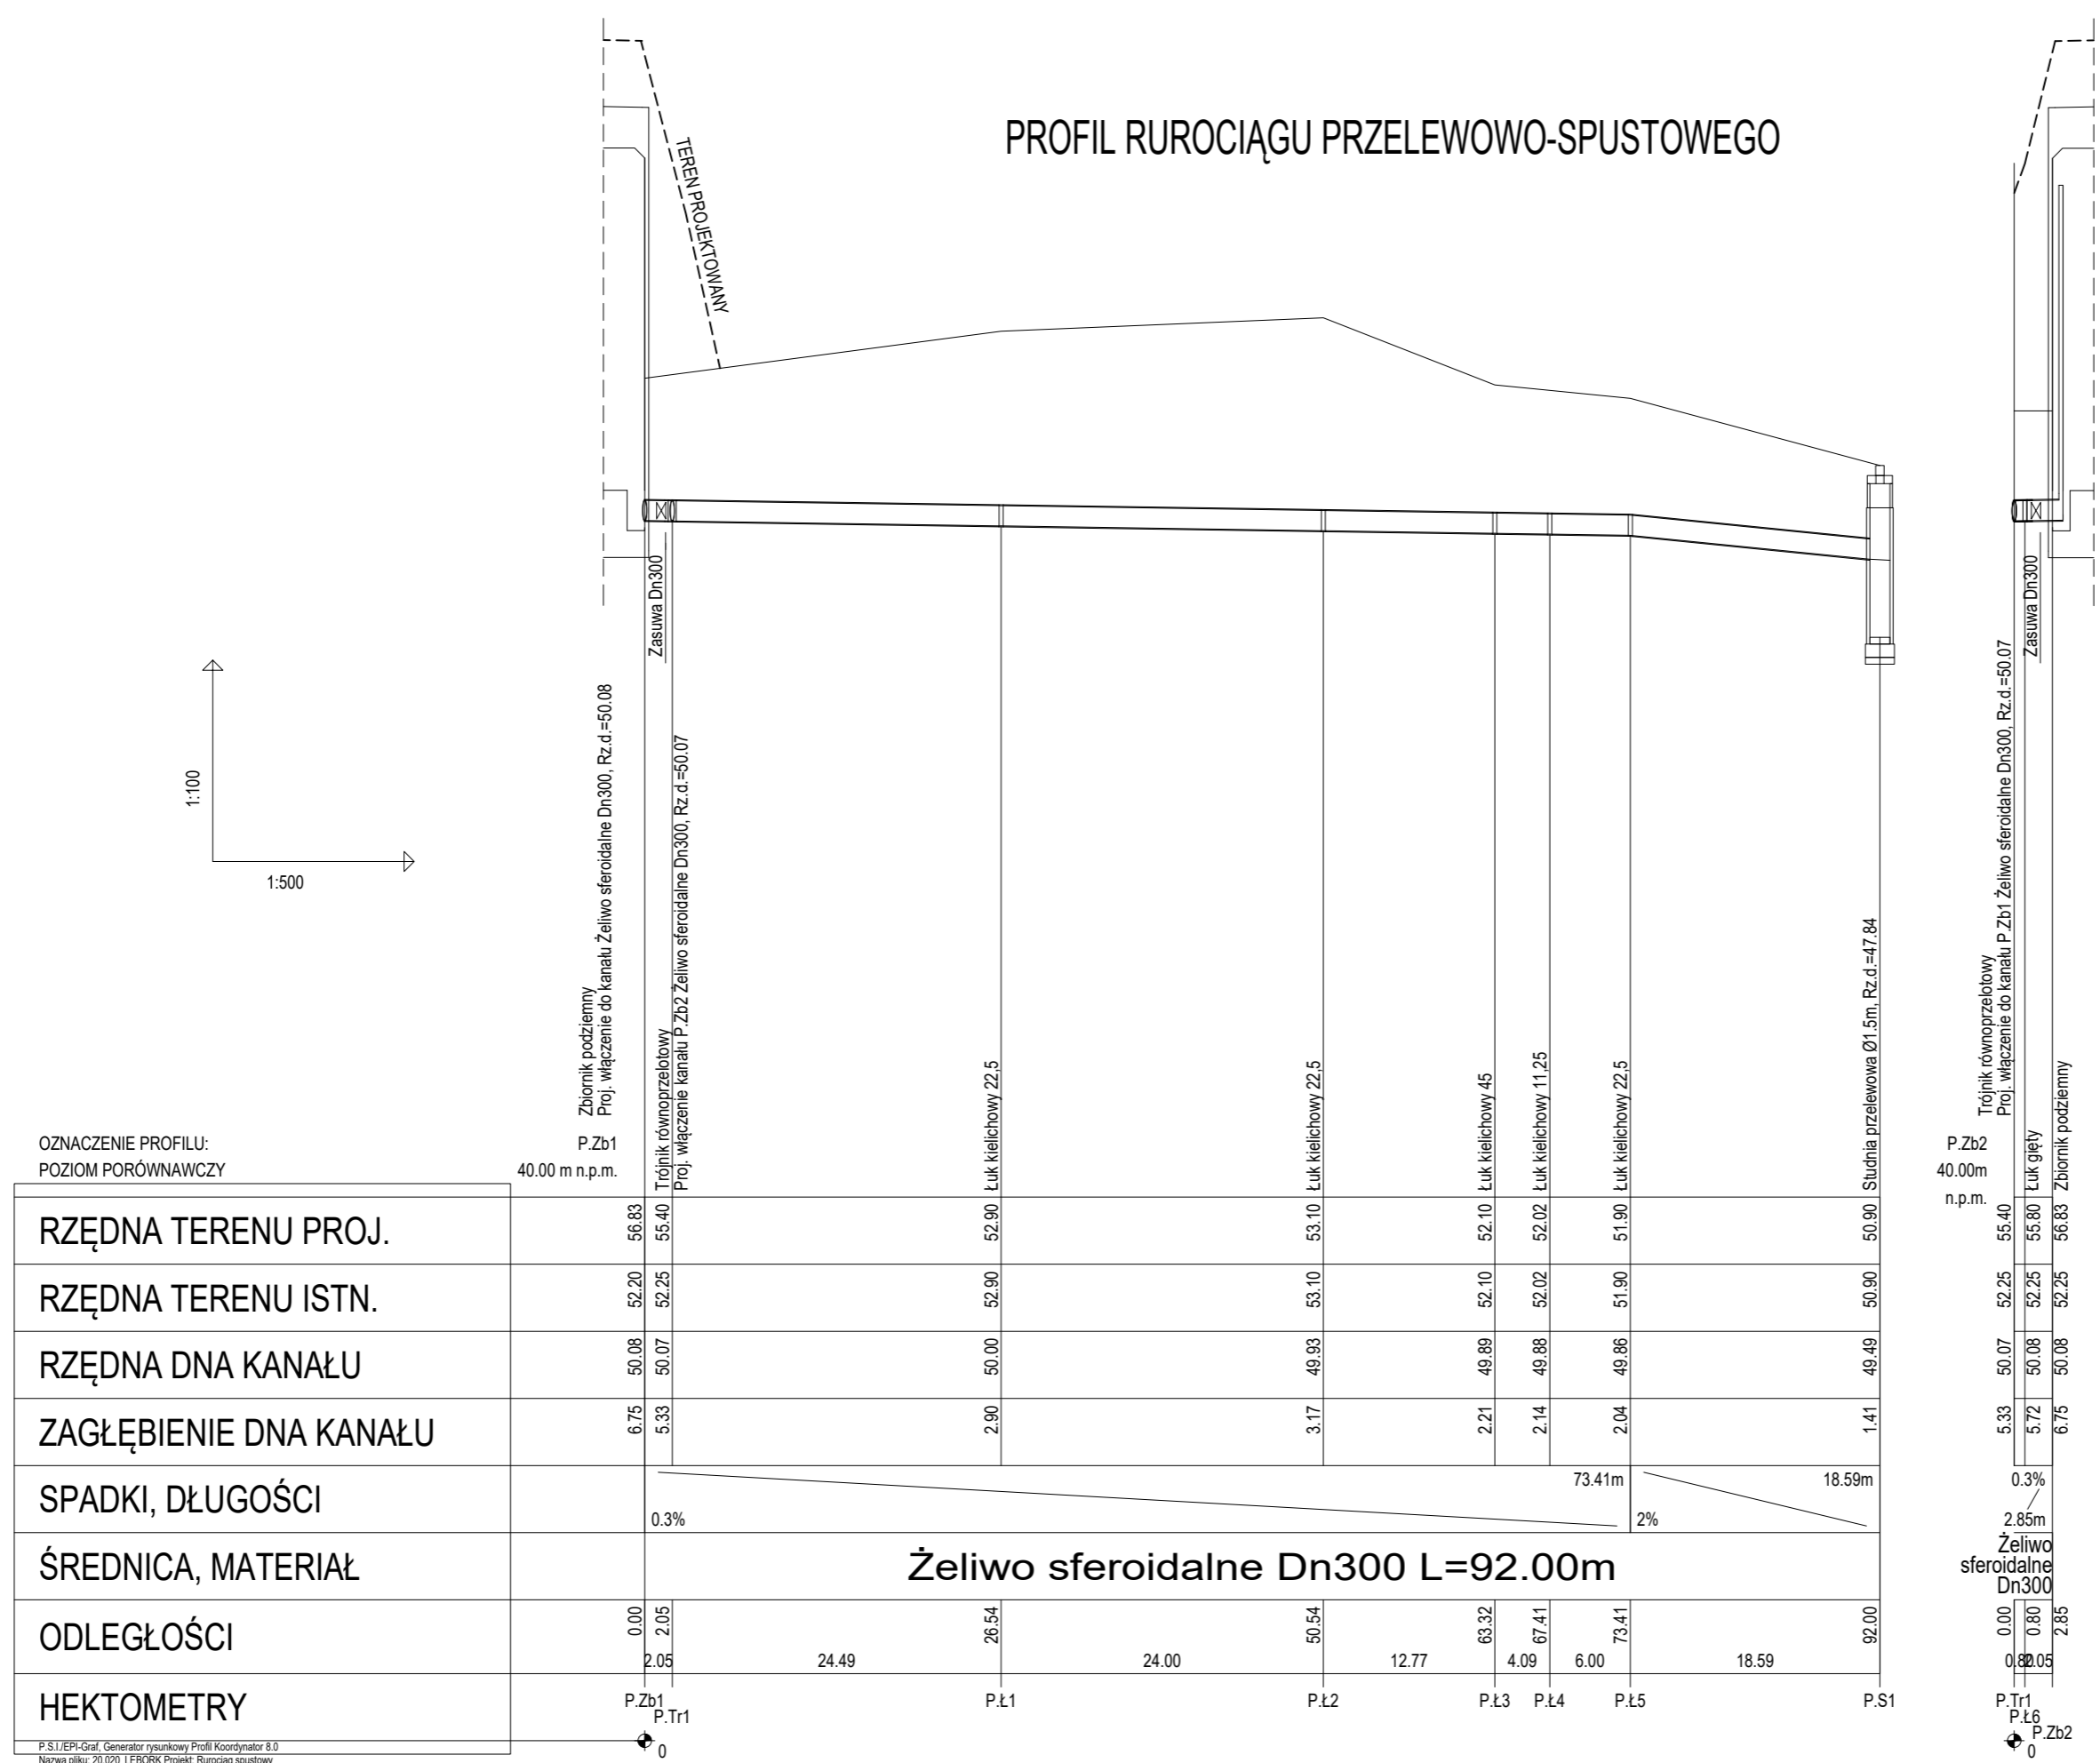 PROFIL RUROCIĄGU PRZELEWOWO-SPUSTOWEGO
TEREN PROJEKTOWANY
Zasuwa Dn300
Zasuwa Dn300
1:100
1:500
Zbiornik podziemny
Proj. włączenie do kanału Żeliwo sferoidalne Dn300, Rz.d.=50.08
Trójnik równoprzelotowy
Proj. włączenie kanału P.Zb2 Żeliwo sferoidalne Dn300, Rz.d.=50.07
Łuk kielichowy 22,5
Łuk kielichowy 22,5
Łuk kielichowy 45
Łuk kielichowy 11,25
Łuk kielichowy 22,5
Studnia przelewowa Ø1.5m, Rz.d.=47.84
Trójnik równoprzelotowy
Proj. włączenie do kanału P.Zb1 Żeliwo sferoidalne Dn300, Rz.d.=50.07
Łuk gięty
Zbiornik podziemny
OZNACZENIE PROFILU: P.Zb1 P.Zb2
POZIOM PORÓWNAWCZY 40.00 m n.p.m. 40.00m
n.p.m.
RZĘDNA TERENU PROJ. 56.83 55.40 52.90 53.10 52.10 52.02 51.90 50.90 55.40 55.80 56.83
RZĘDNA TERENU ISTN. 52.20 52.25 52.90 53.10 52.10 52.02 51.90 50.90 52.25 52.25 52.25
RZĘDNA DNA KANAŁU 50.08 50.07 50.00 49.93 49.89 49.88 49.86 49.49 50.07 50.08 50.08
ZAGŁĘBIENIE DNA KANAŁU 6.75 5.33 2.90 3.17 2.21 2.14 2.04 1.41 5.33 5.72 6.75
SPADKI, DŁUGOŚCI 73.41m 18.59m 0.3%
0.3% 2% 2.85m
ŚREDNICA, MATERIAŁ Żeliwo sferoidalne Dn300 L=92.00m
Żeliwo
sferoidalne
Dn300
ODLEGŁOŚCI 0.00 2.05 26.54 50.54 63.32 67.41 73.41 92.00 0.00 0.80 2.85
2.05 24.49 24.00 12.77 4.09 6.00 18.59 0.80 2.05
HEKTOMETRY P.Zb1 P.Ł1 P.Ł2 P.Ł3 P.Ł4 P.Ł5 P.S1 P.Tr1
P.Tr1 P.Ł6
P.Zb2
0 0
P.S.I./EPI-Graf, Generator rysunkowy Profil Koordynator 8.0
Nazwa pliku: 20.020_LEBORK Projekt: Rurociąg spustowy